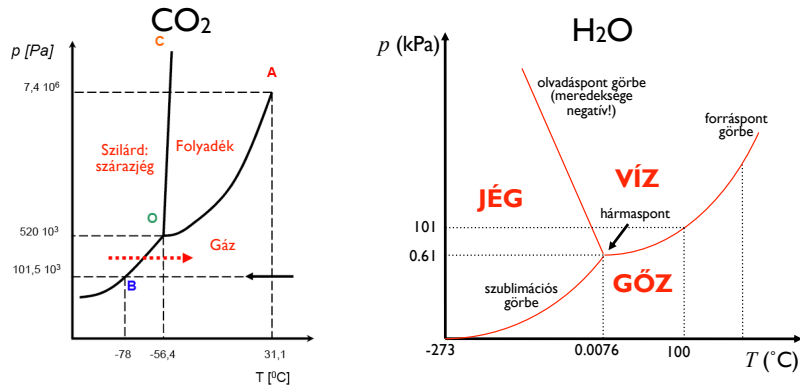 CO2
p [Pa]
C
A
7,4 10⁶
Szilárd:
szárazjég
Folyadék
O
520 10³
Gáz
101,5 10³
B
-78
-56,4
31,1
T [⁰C]
H2O
p (kPa)
olvadáspont görbe
(meredeksége
negatív!)
forráspont
görbe
JÉG
VÍZ
hármaspont
101
0.61
szublimációs
görbe
GŐZ
-273
0.0076
100
T (˚C)